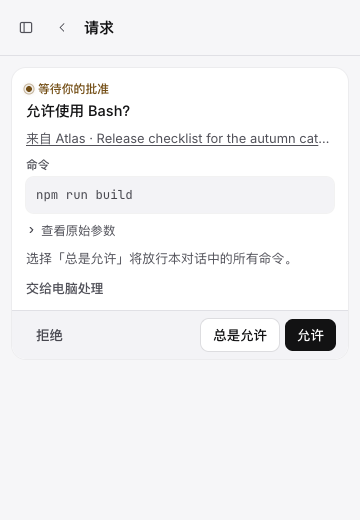 请求
等待你的批准
允许使用 Bash?
来自 Atlas · Release checklist for the autumn cat...
命令
npm run build
查看原始参数
选择「总是允许」将放行本对话中的所有命令。
交给电脑处理
拒绝
总是允许
允许